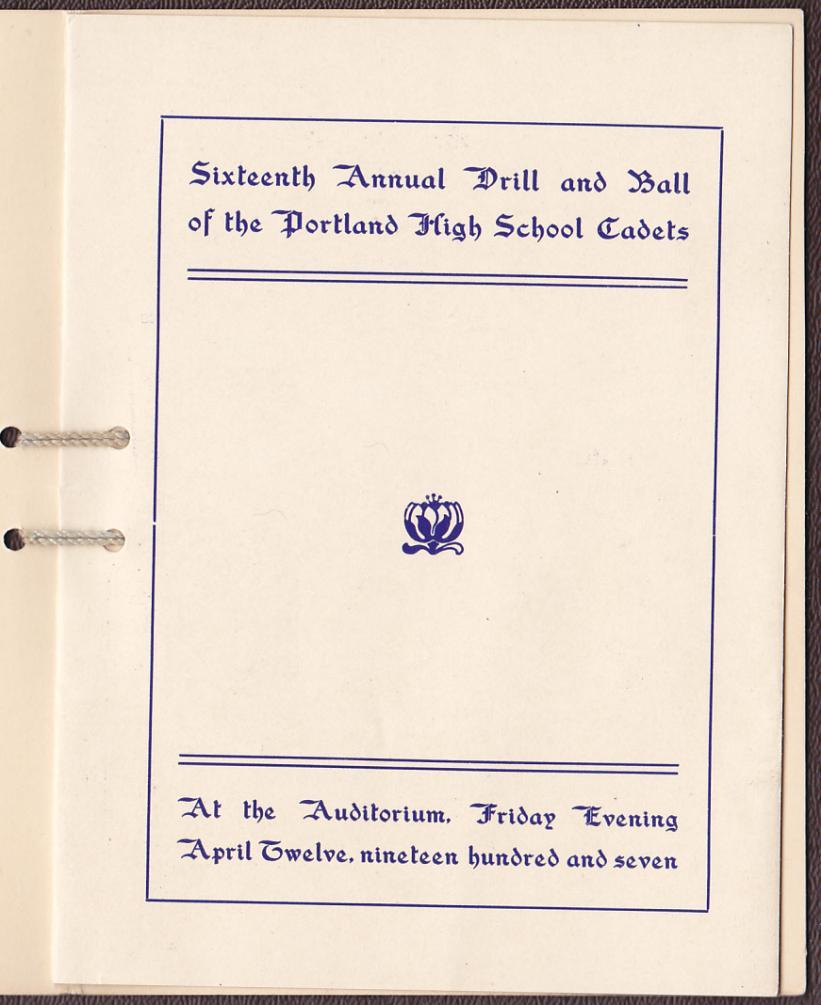 Sixteenth Annual Drill and Ball
of the Portland High School Cadets
At the Auditorium, Friday Evening
April Twelve, nineteen hundred and seven